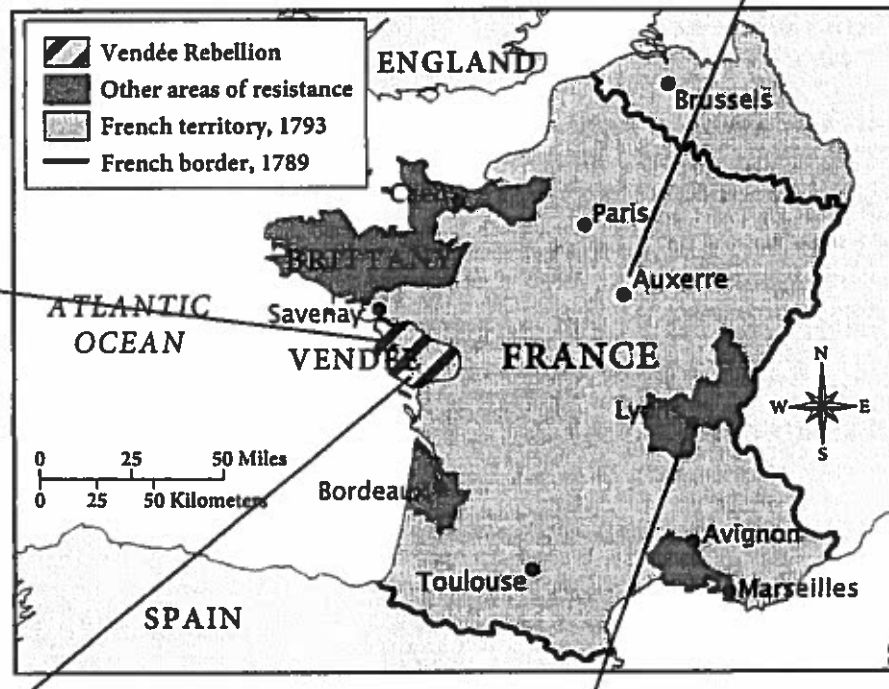 Vendée Rebellion
Other areas of resistance
French territory, 1793
French border, 1789
ENGLAND
Brussels
Paris
BRITTANY
Auxerre
ATLANTIC
OCEAN
Savenay
VENDÉE
FRANCE
N
W
E
S
Lyons
0 25 50 Miles
0 25 50 Kilometers
Bordeaux
Avignon
Toulouse
Marseilles
SPAIN